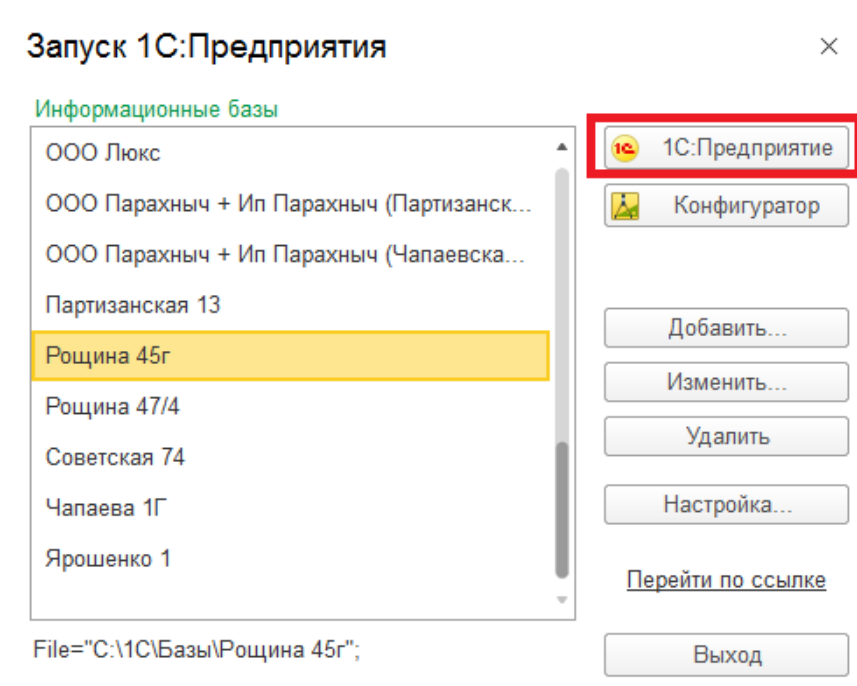 Запуск 1С:Предприятия
Информационные базы
ООО Люкс
ООО Парахныч + Ип Парахныч (Партизанск...
ООО Парахныч + Ип Парахныч (Чапаевска...
Партизанская 13
Рощина 45г
Рощина 47/4
Советская 74
Чапаева 1Г
Ярошенко 1
File="C:\1С\Базы\Рощина 45г";
1С:Предприятие
Конфигуратор
Добавить...
Изменить...
Удалить
Настройка...
Перейти по ссылке
Выход